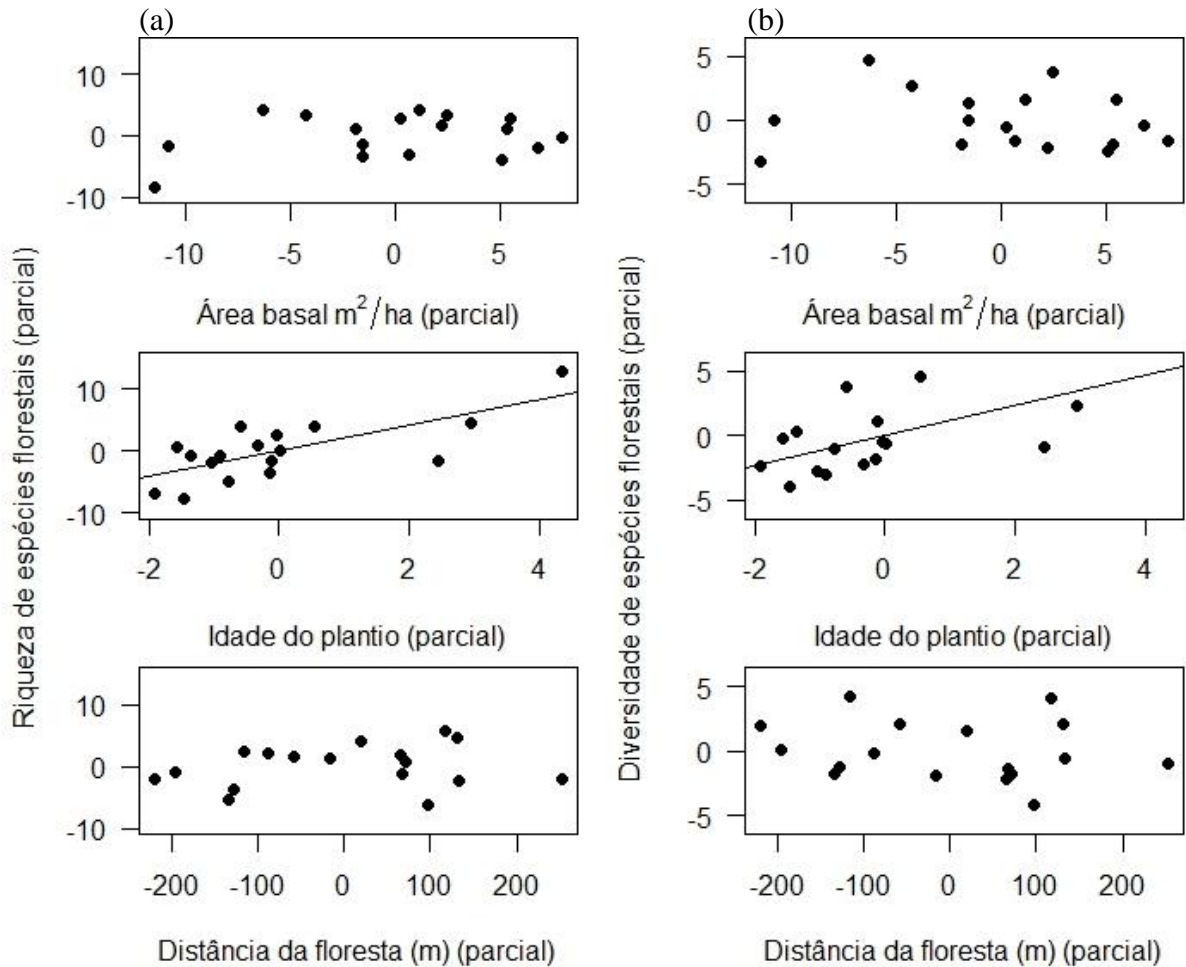 (a)
10
0
-10
-10 -5 0 5
Área basal m²/ha (parcial)
10
0
-10
-2 0 2 4
Idade do plantio (parcial)
10
0
-10
-200 -100 0 100 200
Distância da floresta (m) (parcial)
Riqueza de espécies florestais (parcial)
(b)
5
0
-5
-10 -5 0 5
Área basal m²/ha (parcial)
5
0
-5
-2 0 2 4
Idade do plantio (parcial)
5
0
-5
-200 -100 0 100 200
Distância da floresta (m) (parcial)
Diversidade de espécies florestais (parcial)